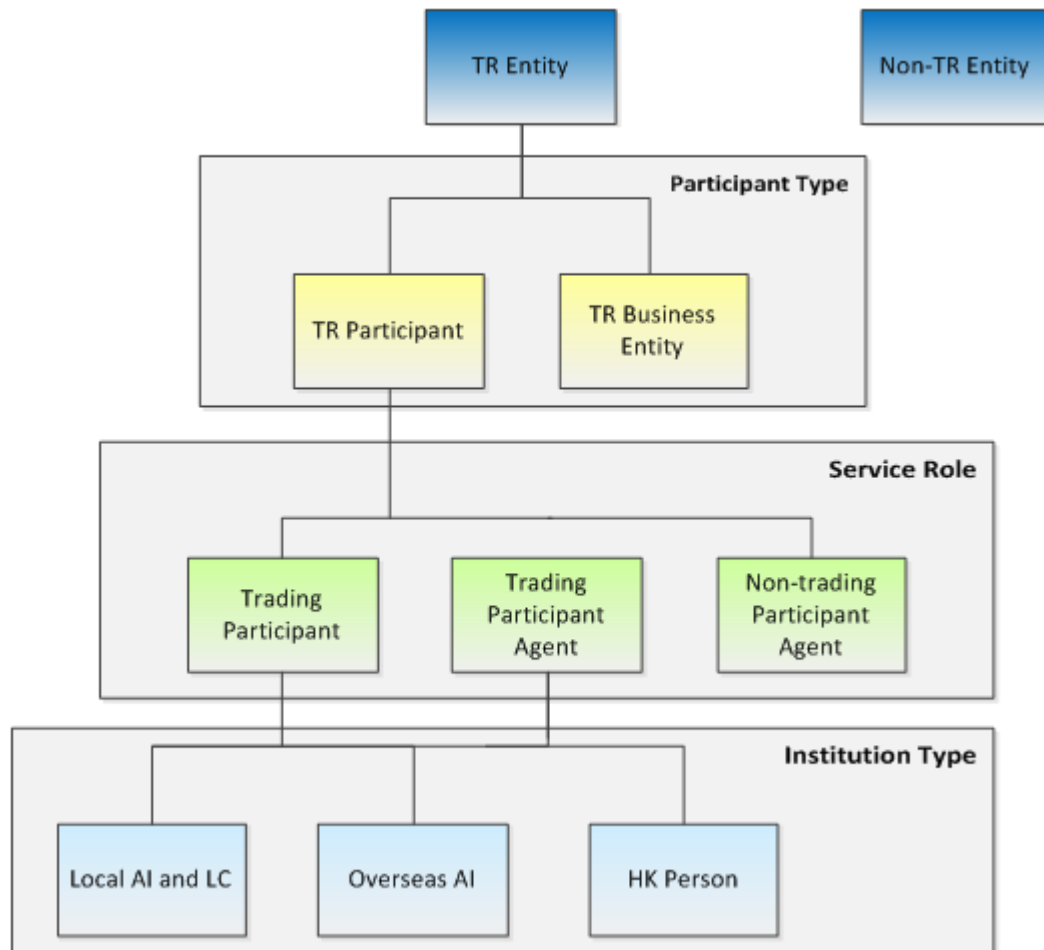 TR Entity
Non-TR Entity
Participant Type
TR Participant
TR Business
Entity
Service Role
Trading
Participant
Trading
Participant
Agent
Non-trading
Participant
Agent
Institution Type
Local AI and LC
Overseas AI
HK Person